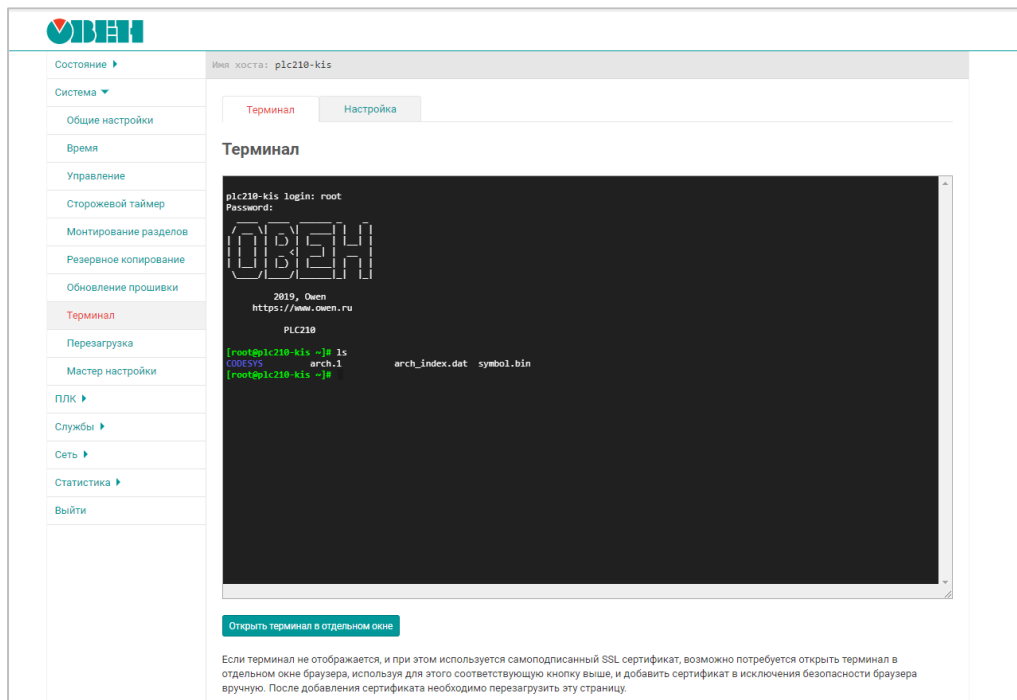 ОВЕН
Состояние
Имя хоста: plc210-kis
Система
Общие настройки
Время
Управление
Сторожевой таймер
Монтирование разделов
Резервное копирование
Обновление прошивки
Терминал
Перезагрузка
Мастер настройки
ПЛК
Службы
Сеть
Статистика
Выйти
Терминал
Настройка
Терминал
plc210-kis login: root
Password:
ОВЕН
2019, Owen
https://www.owen.ru
PLC210
[root@plc210-kis ~]# ls
CODESYS arch.1 arch_index.dat symbol.bin
[root@plc210-kis ~]#
Открыть терминал в отдельном окне
Если терминал не отображается, и при этом используется самоподписанный SSL сертификат, возможно потребуется открыть терминал в
отдельном окне браузера, используя для этого соответствующую кнопку выше, и добавить сертификат в исключения безопасности браузера
вручную. После добавления сертификата необходимо перезагрузить эту страницу.